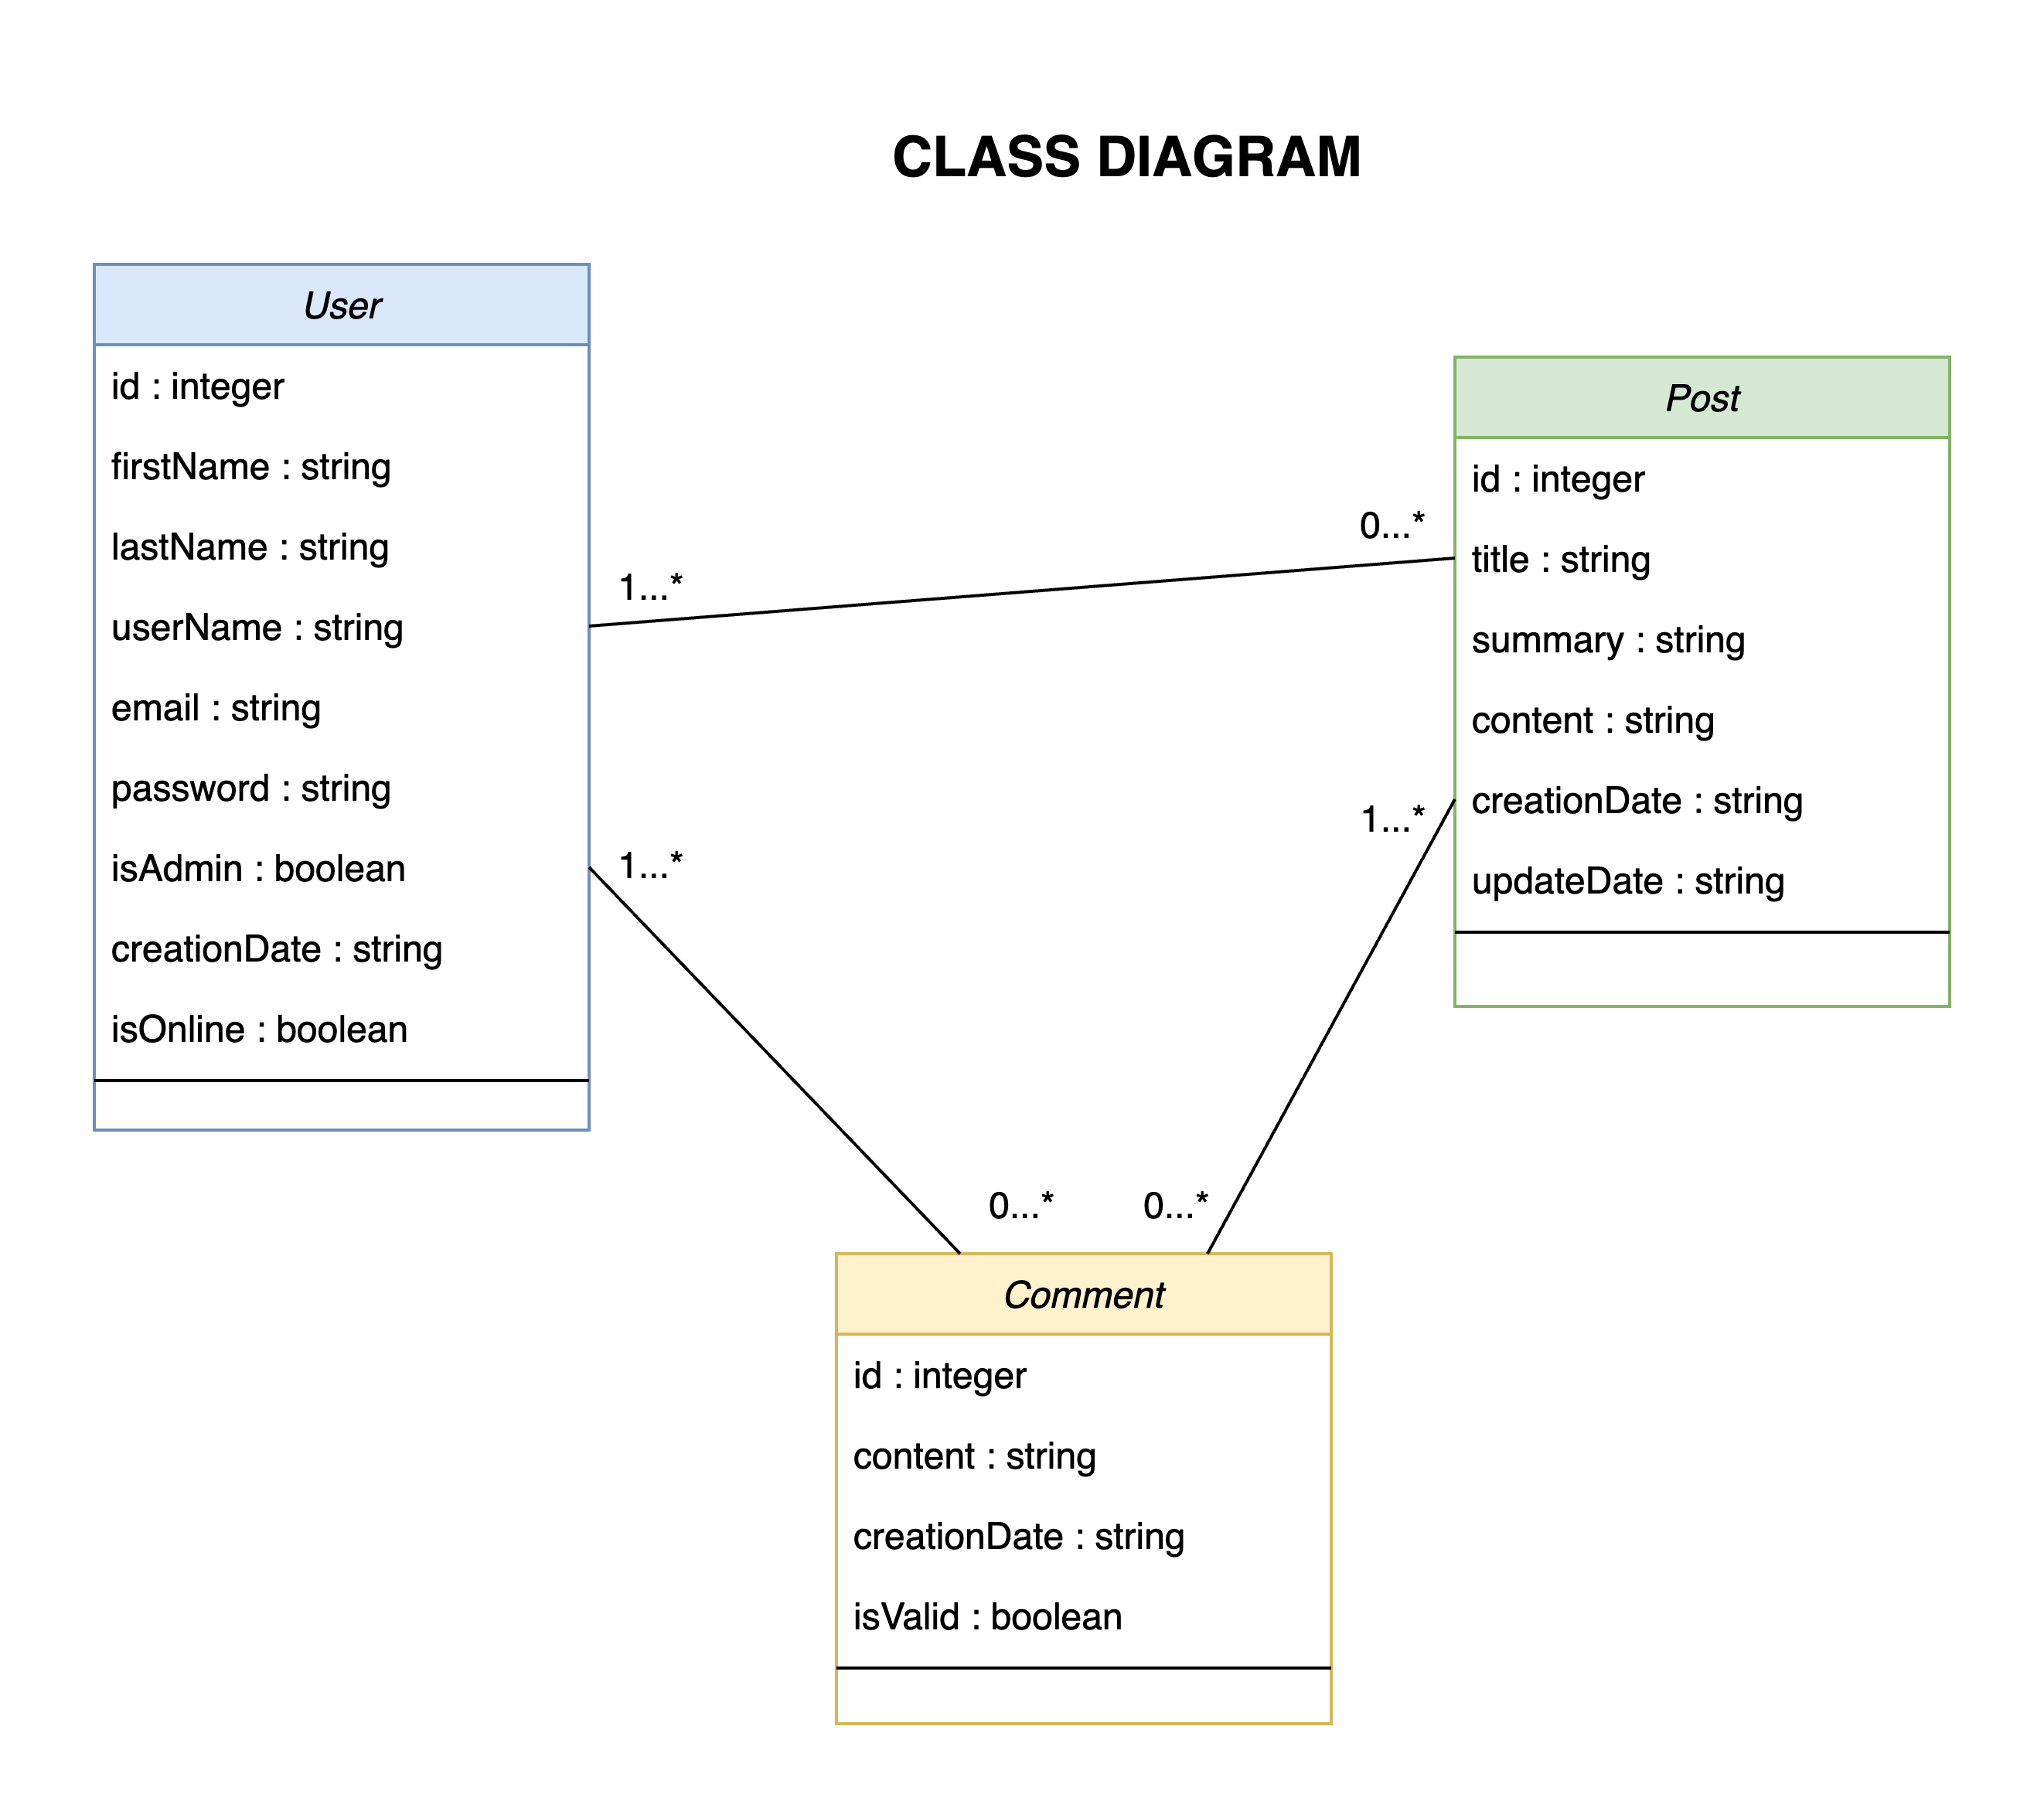 CLASS DIAGRAM
User
id : integer
firstName : string
lastName : string
userName : string
email : string
password : string
isAdmin : boolean
creationDate : string
isOnline : boolean
1...*
0...*
1...*
1...*
0...*
0...*
Post
id : integer
title : string
summary : string
content : string
creationDate : string
updateDate : string
Comment
id : integer
content : string
creationDate : string
isValid : boolean